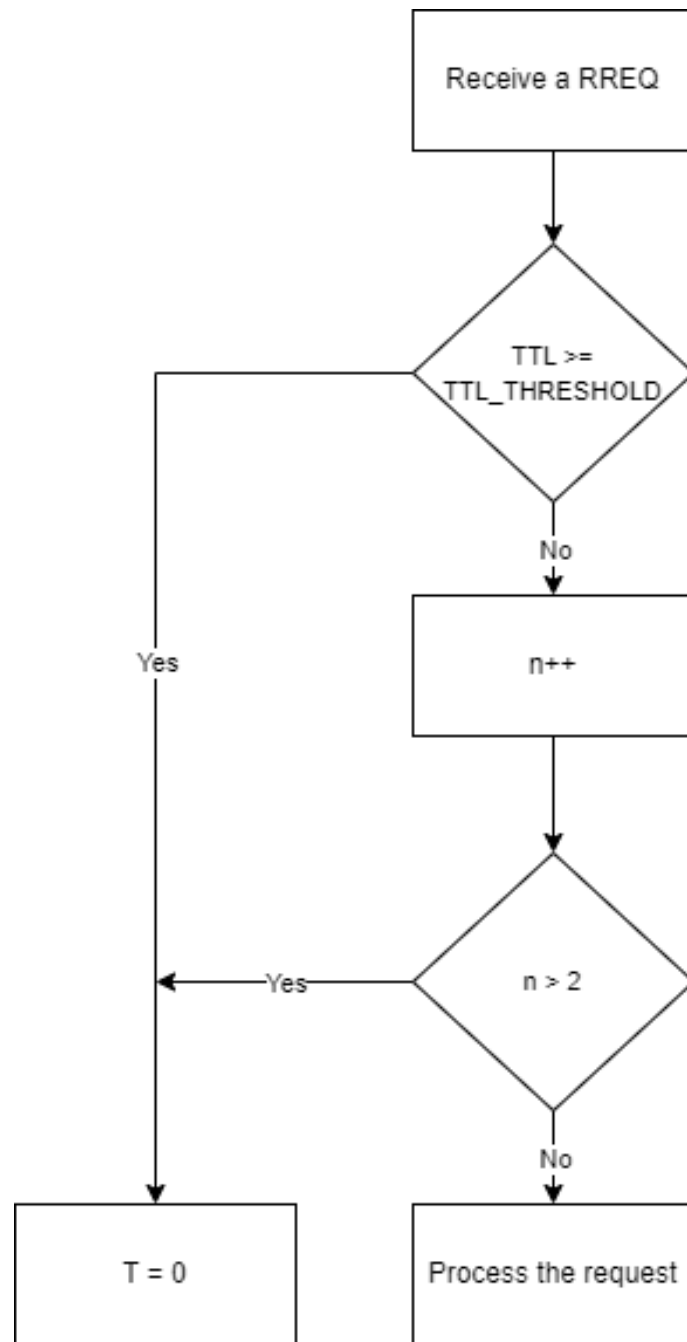 Receive a RREQ
TTL >=
TTL_THRESHOLD
No
n++
Yes
n > 2
Yes
No
T = 0
Process the request